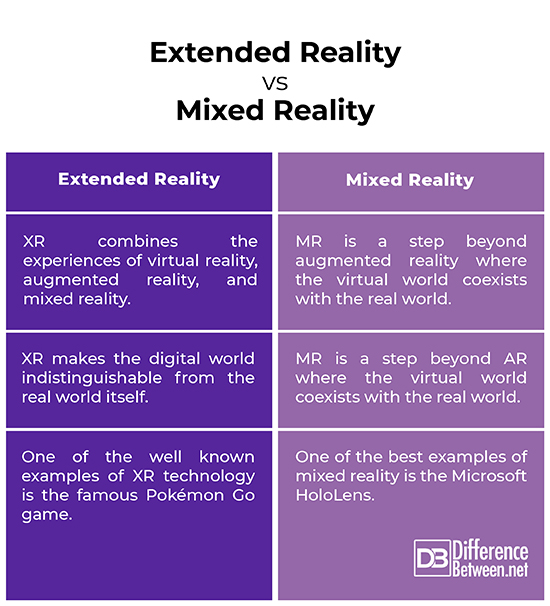 Extended Reality
vs
Mixed Reality
Extended Reality
Mixed Reality
XR combines the
experiences of virtual reality,
augmented reality, and
mixed reality.
MR is a step beyond
augmented reality where
the virtual world coexists
with the real world.
XR makes the digital world
indistinguishable from the
real world itself.
MR is a step beyond AR
where the virtual world
coexists with the real world.
One of the well known
examples of XR technology
is the famous Pokémon Go
game.
One of the best examples of
mixed reality is the Microsoft
HoloLens.
DB Difference
Between.net